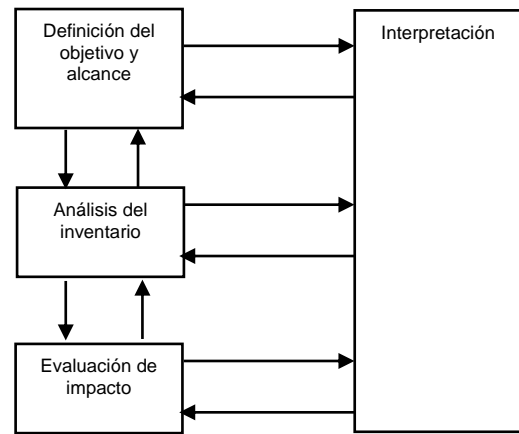 Definición del
objetivo y
alcance
Interpretación
Análisis del
inventario
Evaluación de
impacto